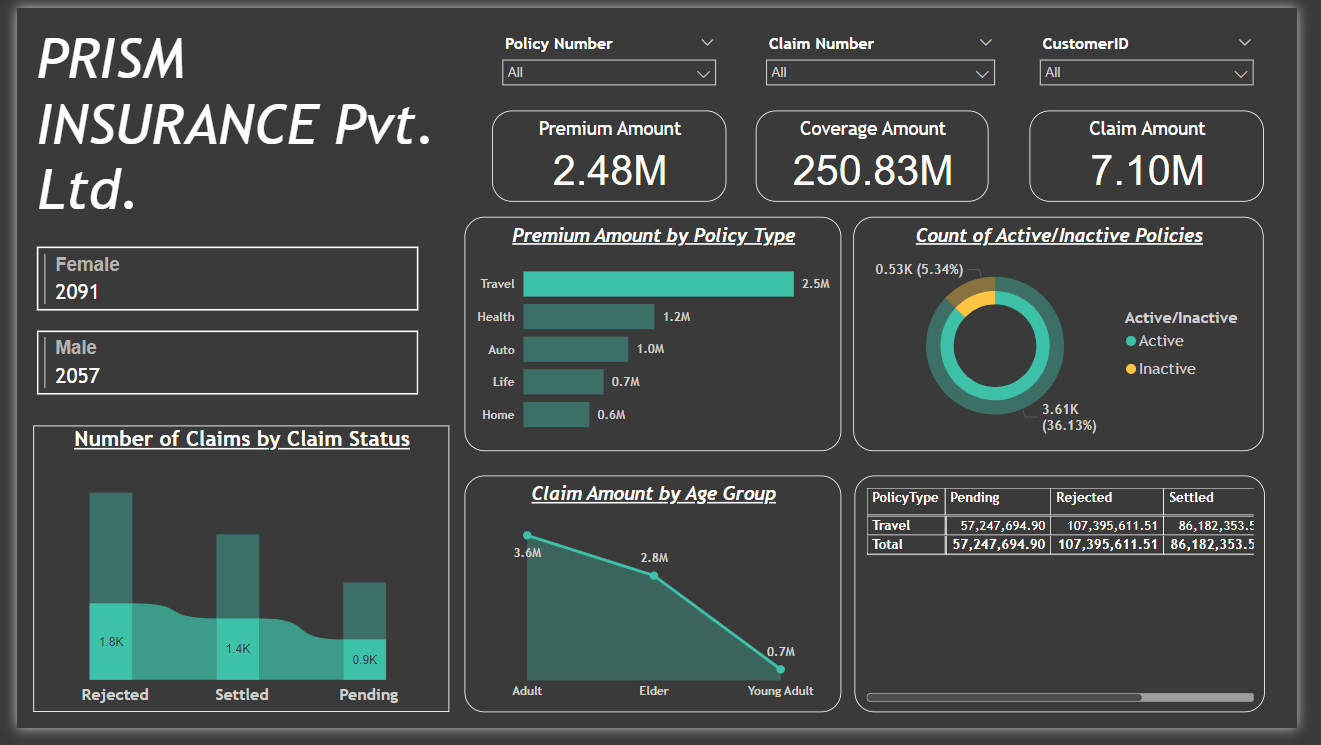 PRISM
INSURANCE Pvt.
Ltd.
Policy Number
All
Claim Number
All
CustomerID
All
Premium Amount
2.48M
Coverage Amount
250.83M
Claim Amount
7.10M
Female
2091
Male
2057
Number of Claims by Claim Status
1.8K
1.4K
0.9K
Rejected
Settled
Pending
Premium Amount by Policy Type
Travel
2.5M
Health
1.2M
Auto
1.0M
Life
0.7M
Home
0.6M
Count of Active/Inactive Policies
0.53K (5.34%)
3.61K
(36.13%)
Active/Inactive
Active
Inactive
Claim Amount by Age Group
3.6M
2.8M
0.7M
Adult
Elder
Young Adult
PolicyType Pending Rejected Settled
Travel 57,247,694.90 107,395,611.51 86,182,353.5
Total 57,247,694.90 107,395,611.51 86,182,353.5